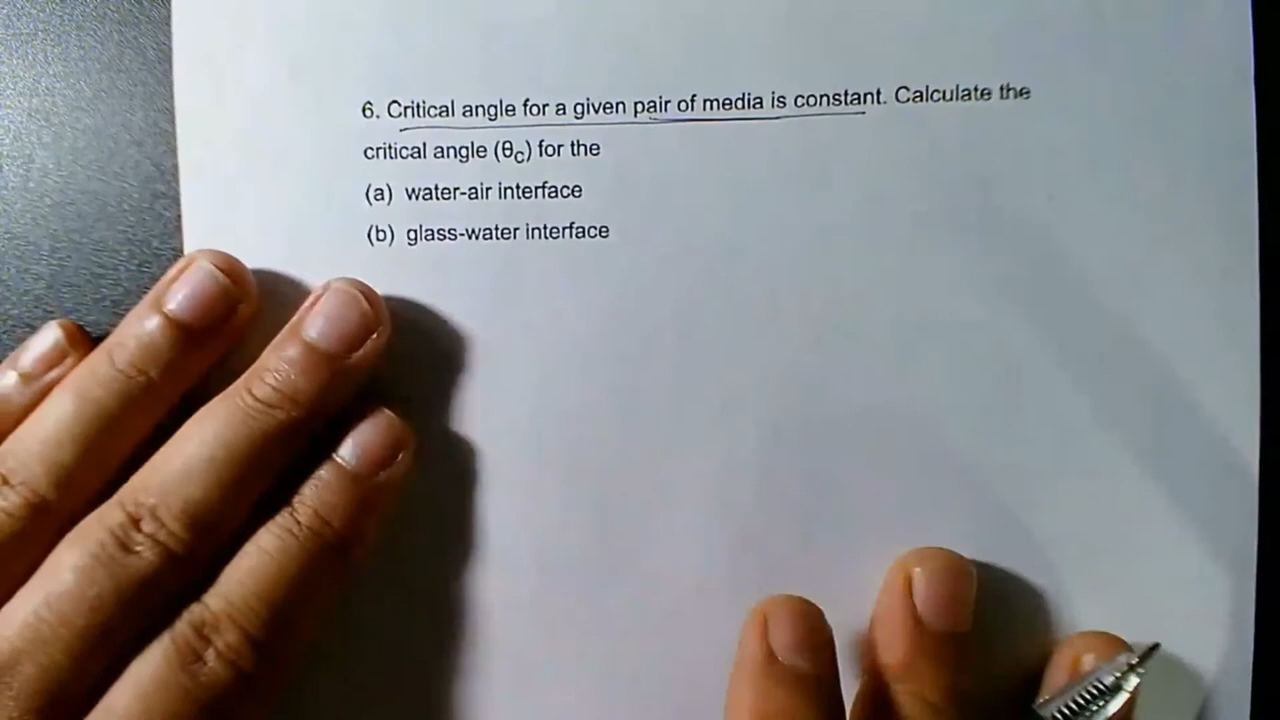 6. Critical angle for a given pair of media is constant. Calculate the
critical angle (θc) for the
(a) water-air interface
(b) glass-water interface